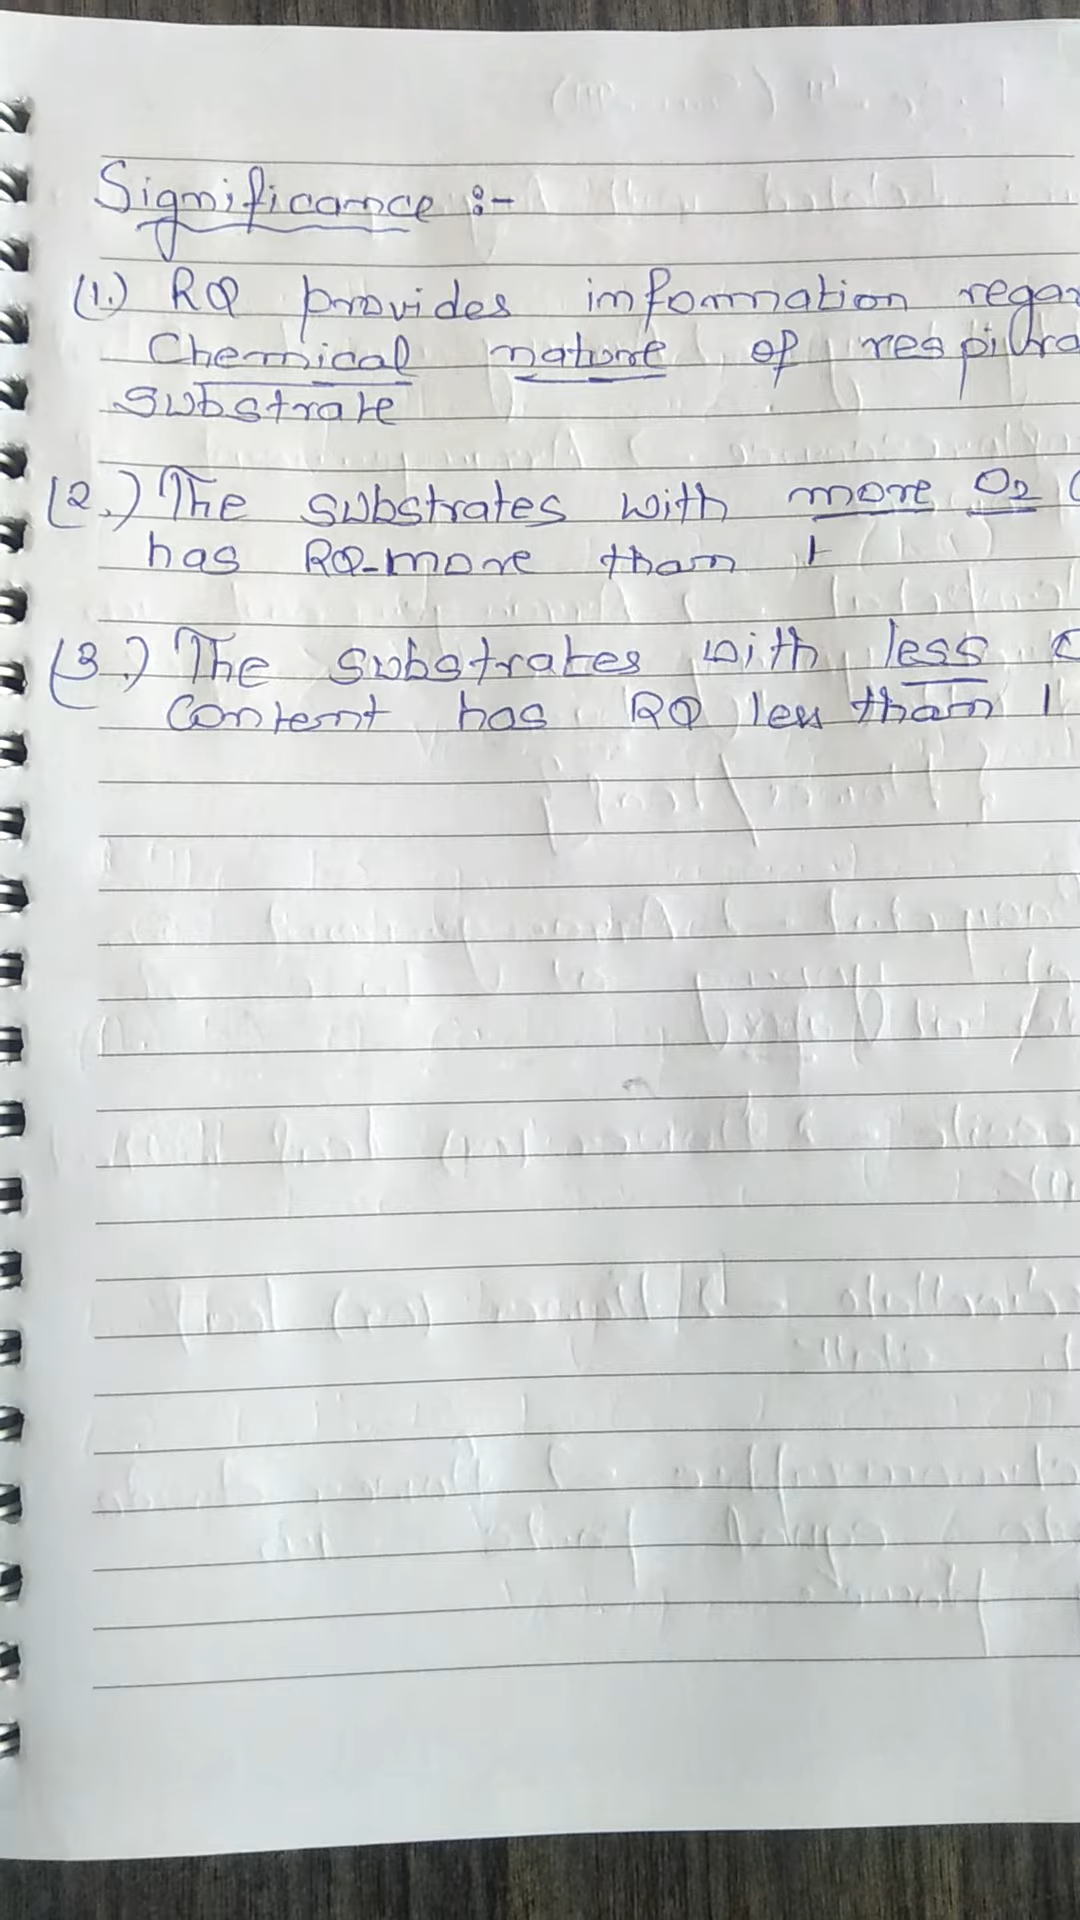 Significance :-
(1.) RQ provides information rega
Chemical nature of respi
substrate
(2.) The substrates with more O2
has RQ-more than 1
(3.) The substrates with less
Content has RQ less than 1